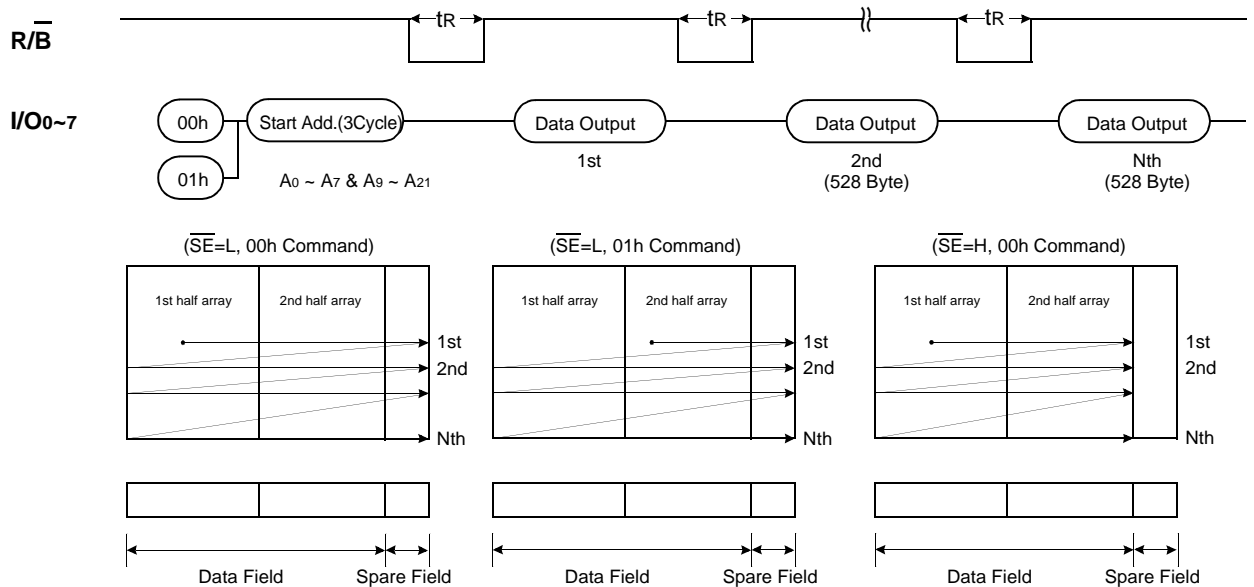 R/B tR tR tR
I/O0~7 00h Start Add.(3Cycle) Data Output Data Output Data Output
01h A0 ~ A7 & A9 ~ A21 1st 2nd Nth
(528 Byte) (528 Byte)
(SE=L, 00h Command) (SE=L, 01h Command) (SE=H, 00h Command)
1st half array 2nd half array 1st half array 2nd half array 1st half array 2nd half array
1st 1st 1st
2nd 2nd 2nd
Nth Nth Nth
Data Field Spare Field Data Field Spare Field Data Field Spare Field